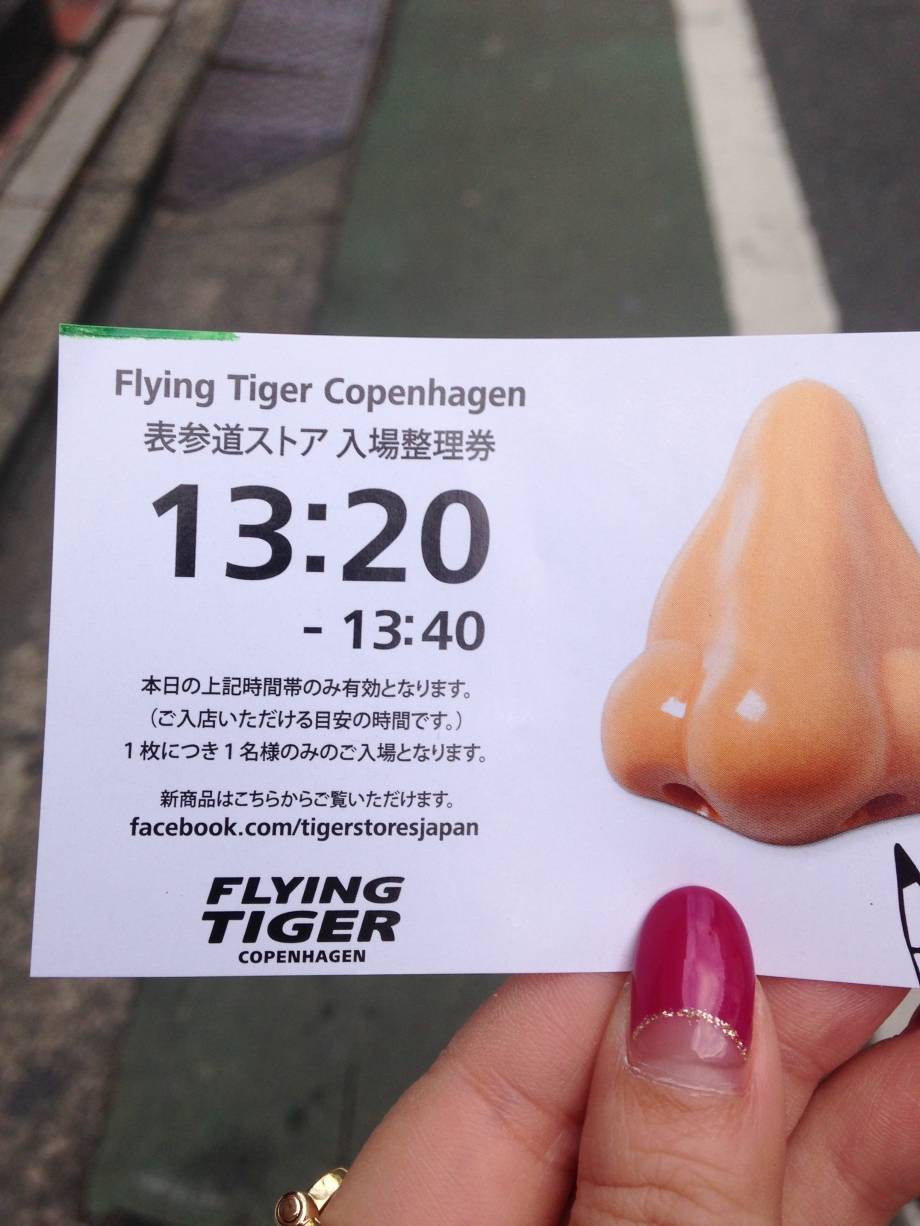 Flying Tiger Copenhagen
表参道ストア 入場整理券
13:20
- 13:40
本日の上記時間帯のみ有効となります。
（ご入店いただける目安の時間です。）
1枚につき1名様のみのご入場となります。
新商品はこちらからご覧いただけます。
facebook.com/tigerstoresjapan
FLYING
TIGER
COPENHAGEN